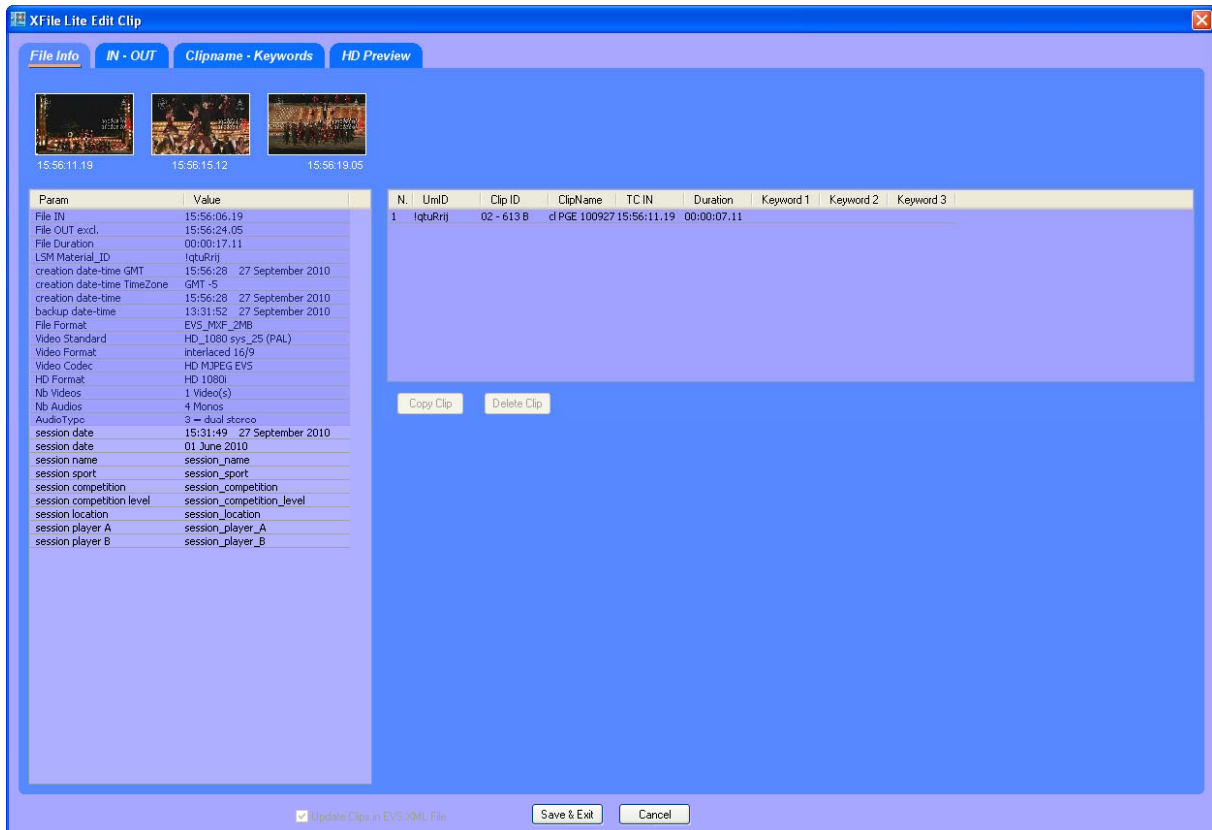 XFile Lite Edit Clip
File Info IN - OUT Clipname - Keywords HD Preview
15:56:11.19 15:56:15.12 15:56:19.05
Param Value
File IN 15:56:06.19
File OUT excl. 15:56:24.05
File Duration 00:00:17.11
LSM Material_ID !qtuRrij
creation date-time GMT 15:56:28 27 September 2010
creation date-time TimeZone GMT -5
creation date-time 15:56:28 27 September 2010
backup date-time 13:31:52 27 September 2010
File Format EVS_MXF_2MB
Video Standard HD_1080 sys_25 (PAL)
Video Format interlaced 16/9
Video Codec HD MJPEG EVS
HD Format HD 1080i
Nb Videos 1 Video(s)
Nb Audios 4 Monos
AudioType 3 = dual stereo
session date 15:31:49 27 September 2010
session date 01 June 2010
session name session_name
session sport session_sport
session competition session_competition
session competition level session_competition_level
session location session_location
session player A session_player_A
session player B session_player_B
N. UmID Clip ID ClipName TC IN Duration Keyword 1 Keyword 2 Keyword 3
1 !qtuRrij 02 - 613 B cl PGE 100927 15:56:11.19 00:00:07.11
Copy Clip Delete Clip
Update Clips in EVS XML File Save & Exit Cancel